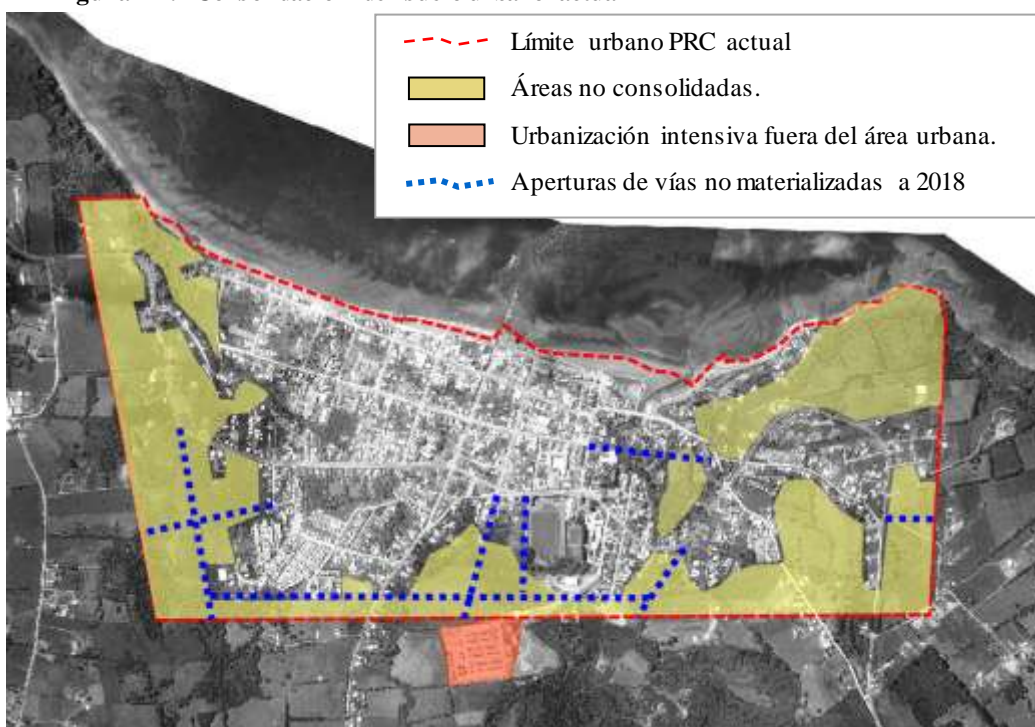 Límite urbano PRC actual
Áreas no consolidadas.
Urbanización intensiva fuera del área urbana.
Aperturas de vías no materializadas a 2018